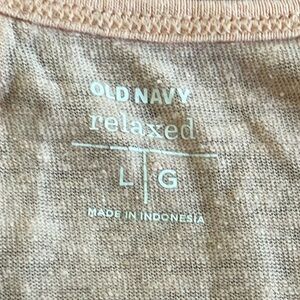 OLD NAVY
relaxed
L G
MADE IN INDONESIA